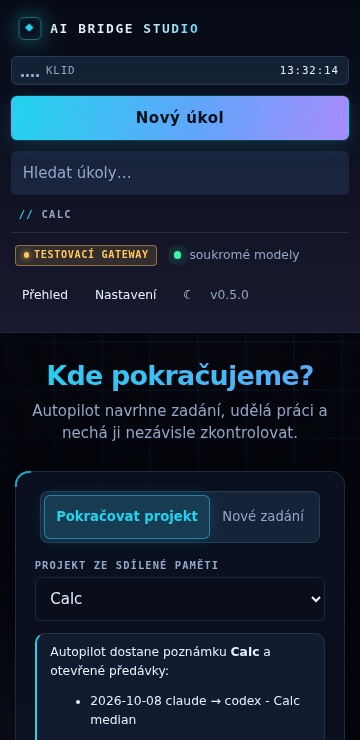 AI BRIDGE STUDIO
KLID 13:32:14
Nový úkol
Hledat úkoly…
// CALC
TESTOVACÍ GATEWAY soukromé modely
Přehled Nastavení v0.5.0
Kde pokračujeme?
Autopilot navrhne zadání, udělá práci a
nechá ji nezávisle zkontrolovat.
Pokračovat projekt Nové zadání
PROJEKT ZE SDÍLENÉ PAMĚTI
Calc
Autopilot dostane poznámku Calc a
otevřené předávky:
• 2026-10-08 claude → codex - Calc
median